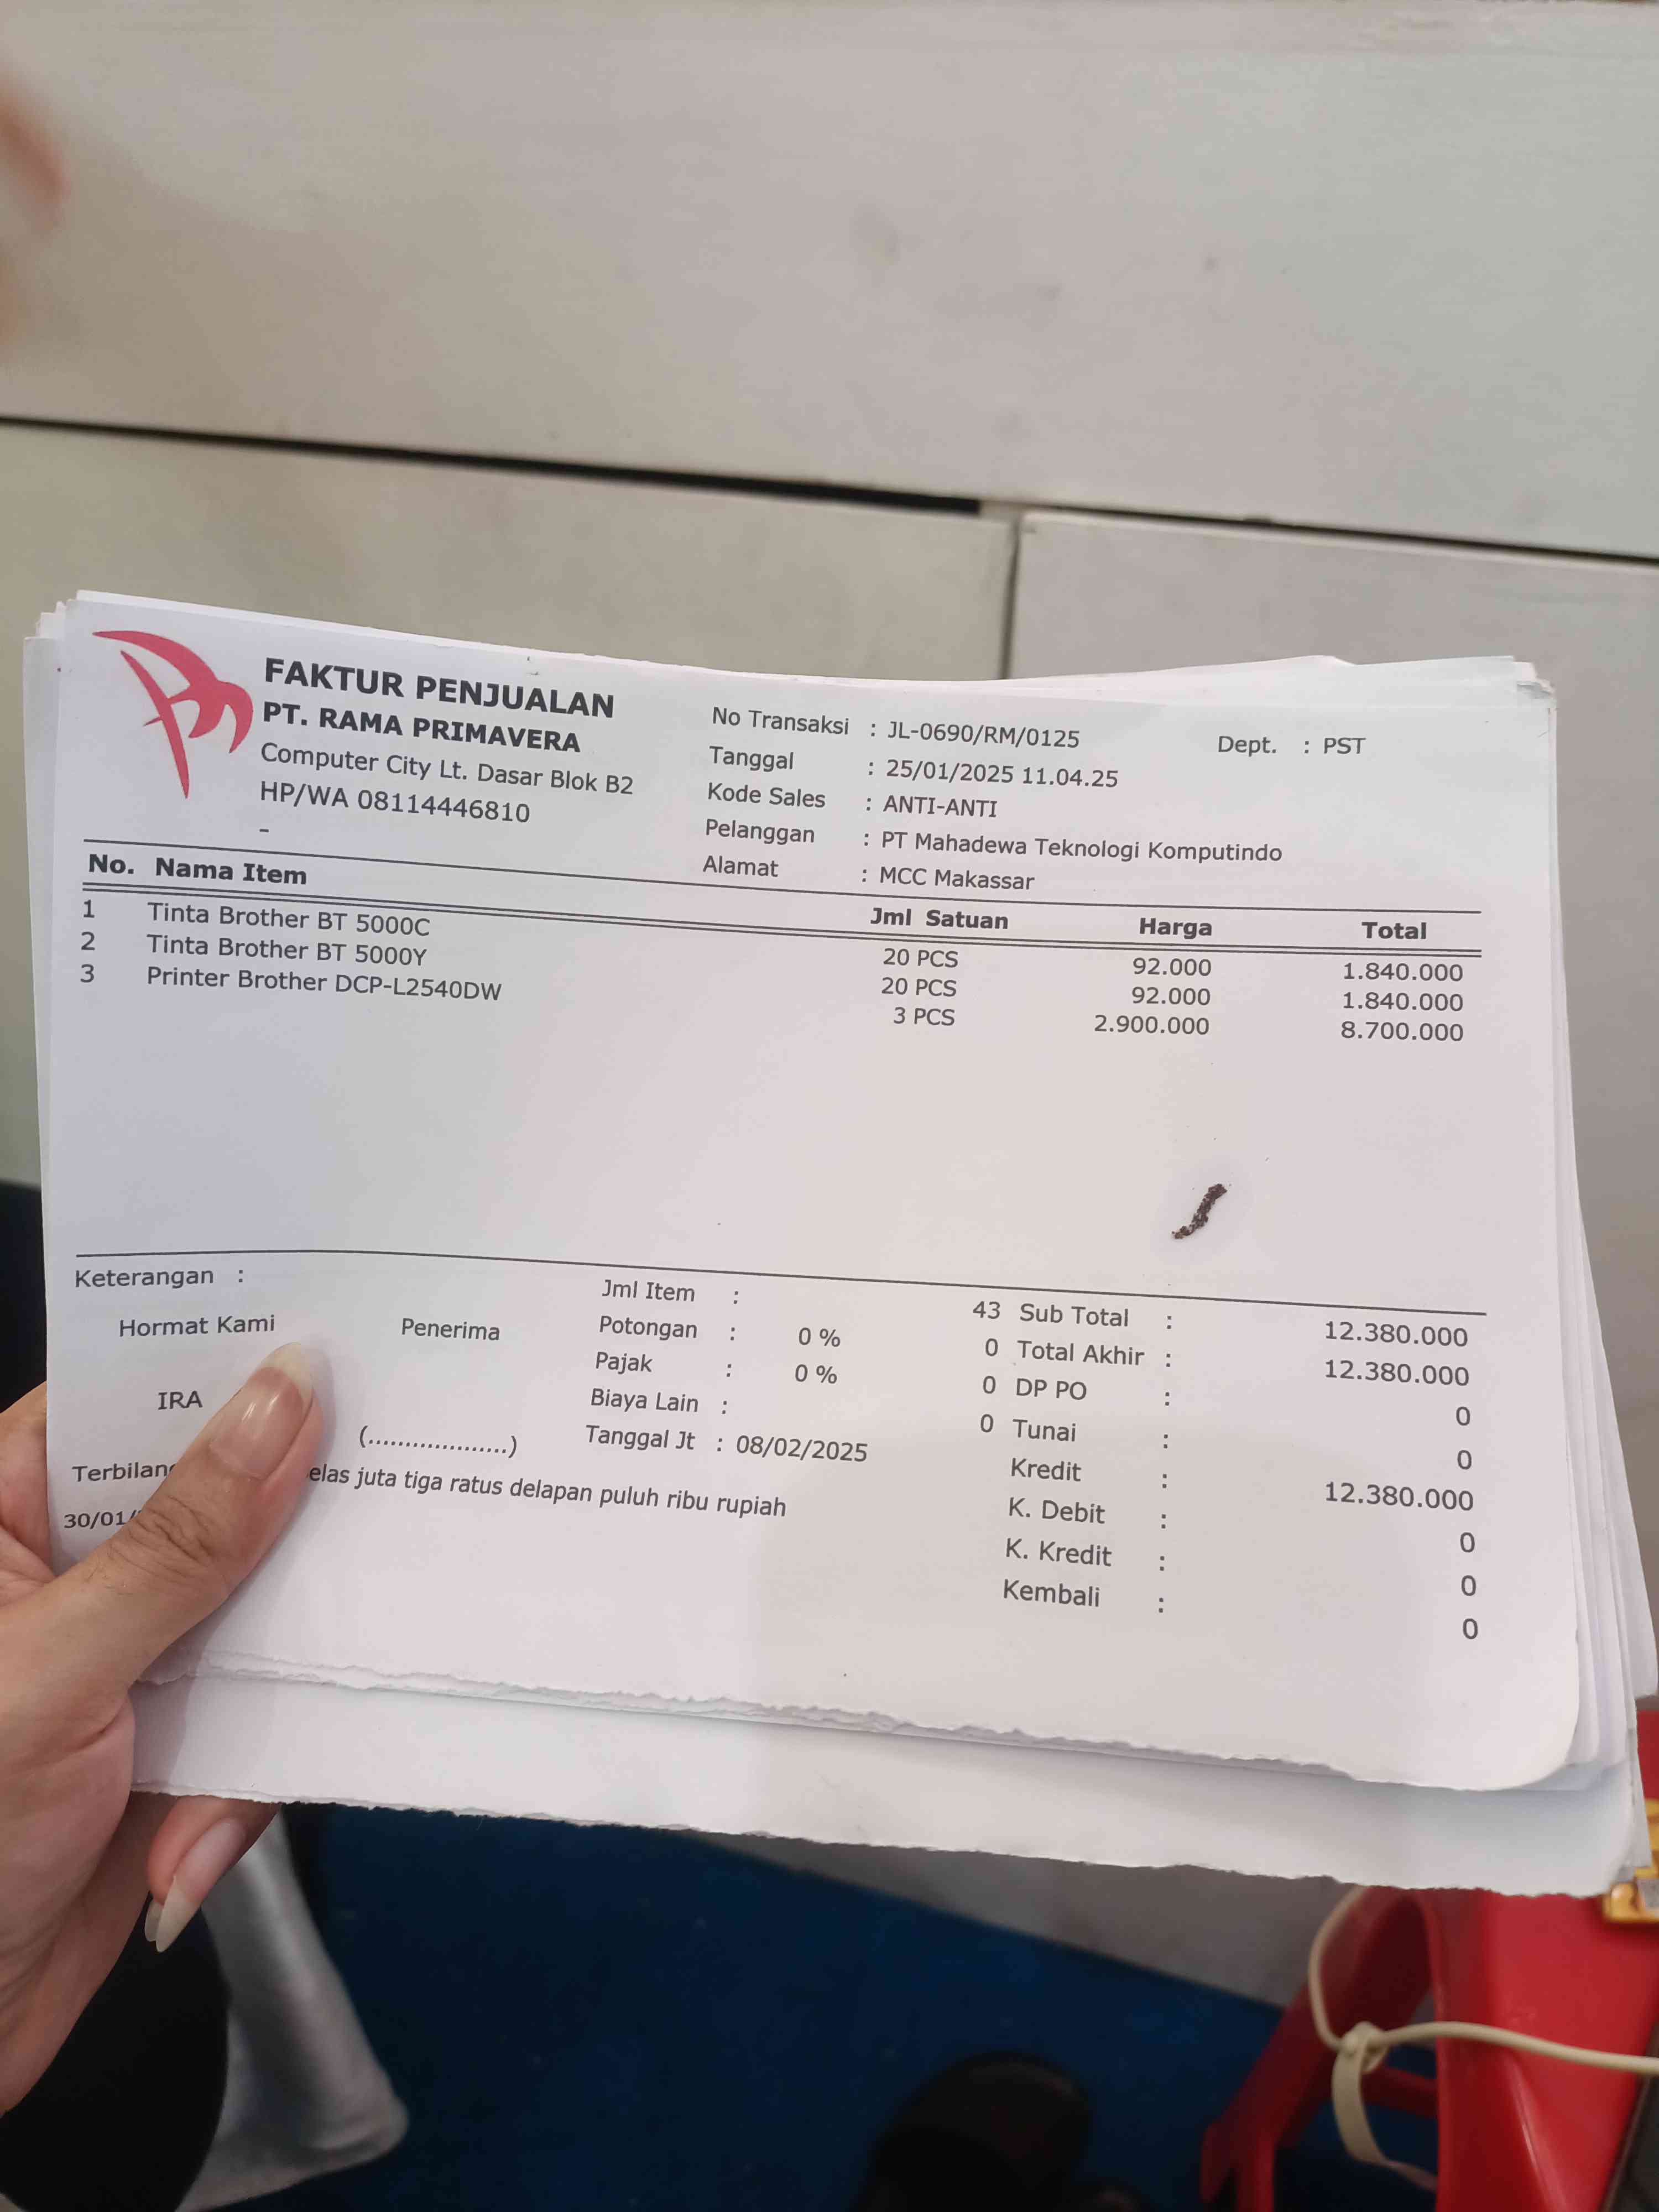 FAKTUR PENJUALAN
PT. RAMA PRIMAVERA
Computer City Lt. Dasar Blok B2
HP/WA 08114446810
-
No Transaksi : JL-0690/RM/0125 Dept. : PST
Tanggal : 25/01/2025 11.04.25
Kode Sales : ANTI-ANTI
Pelanggan : PT Mahadewa Teknologi Komputindo
Alamat : MCC Makassar
No. Nama Item Jml Satuan Harga Total
1 Tinta Brother BT 5000C 20 PCS 92.000 1.840.000
2 Tinta Brother BT 5000Y 20 PCS 92.000 1.840.000
3 Printer Brother DCP-L2540DW 3 PCS 2.900.000 8.700.000
Keterangan :
Hormat Kami Penerima
IRA
(...................)
Jml Item : 43
Potongan : 0 % 0
Pajak : 0 % 0
Biaya Lain : 0
Tanggal Jt : 08/02/2025
Sub Total : 12.380.000
Total Akhir : 12.380.000
DP PO : 0
Tunai : 0
Kredit : 12.380.000
K. Debit : 0
K. Kredit : 0
Kembali : 0
juta tiga ratus delapan puluh ribu rupiah
30/01/